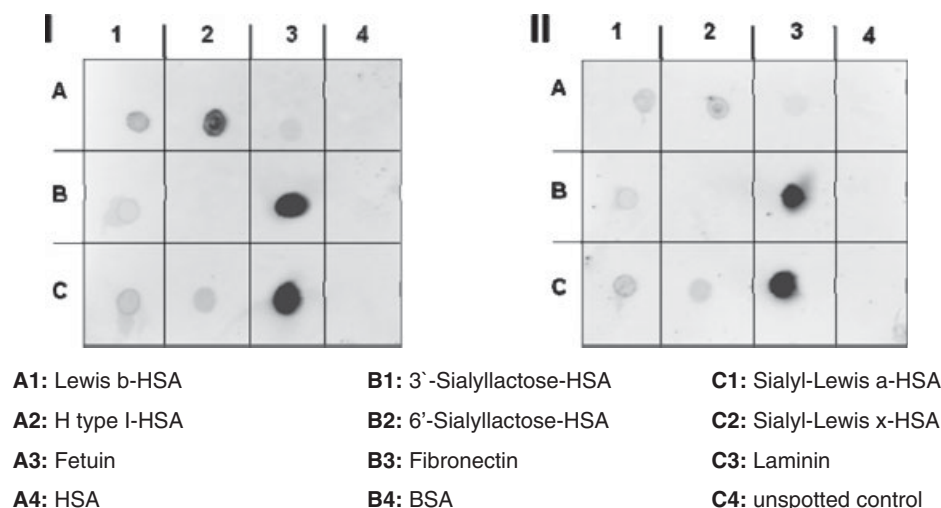 I 1 2 3 4 II 1 2 3 4
A A
B B
C C
A1: Lewis b-HSA B1: 3`-Sialyllactose-HSA C1: Sialyl-Lewis a-HSA
A2: H type I-HSA B2: 6’-Sialyllactose-HSA C2: Sialyl-Lewis x-HSA
A3: Fetuin B3: Fibronectin C3: Laminin
A4: HSA B4: BSA C4: unspotted control